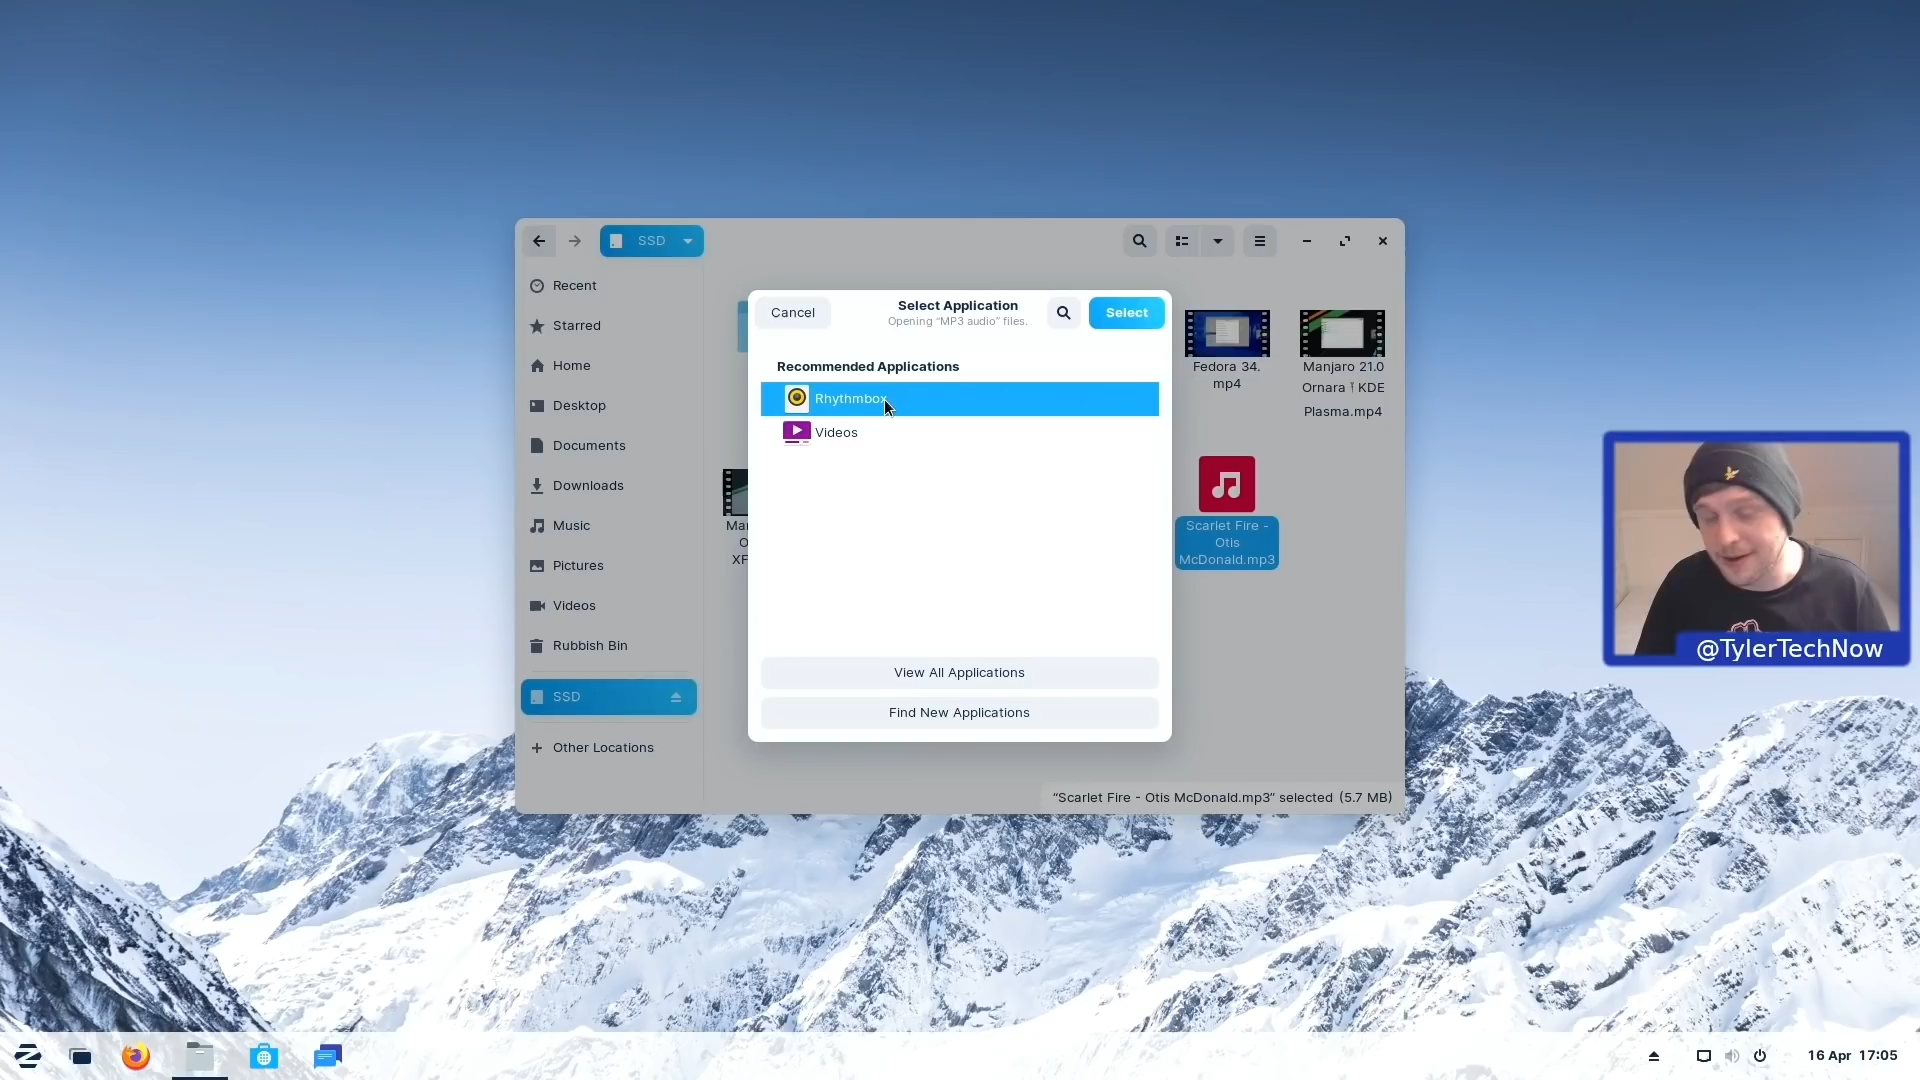 SSD
Recent
Starred
Home
Desktop
Documents
Downloads
Music
Pictures
Videos
Rubbish Bin
SSD
Other Locations
Cancel
Select Application
Opening “MP3 audio” files.
Select
Recommended Applications
Rhythmbox
Videos
View All Applications
Find New Applications
Fedora 34.
mp4
Manjaro 21.0
Ornara
KDE
Plasma.mp4
Scarlet Fire -
Otis
McDonald.mp3
“Scarlet Fire - Otis McDonald.mp3” selected (5.7 MB)
@TylerTechNow
16 Apr 17:05